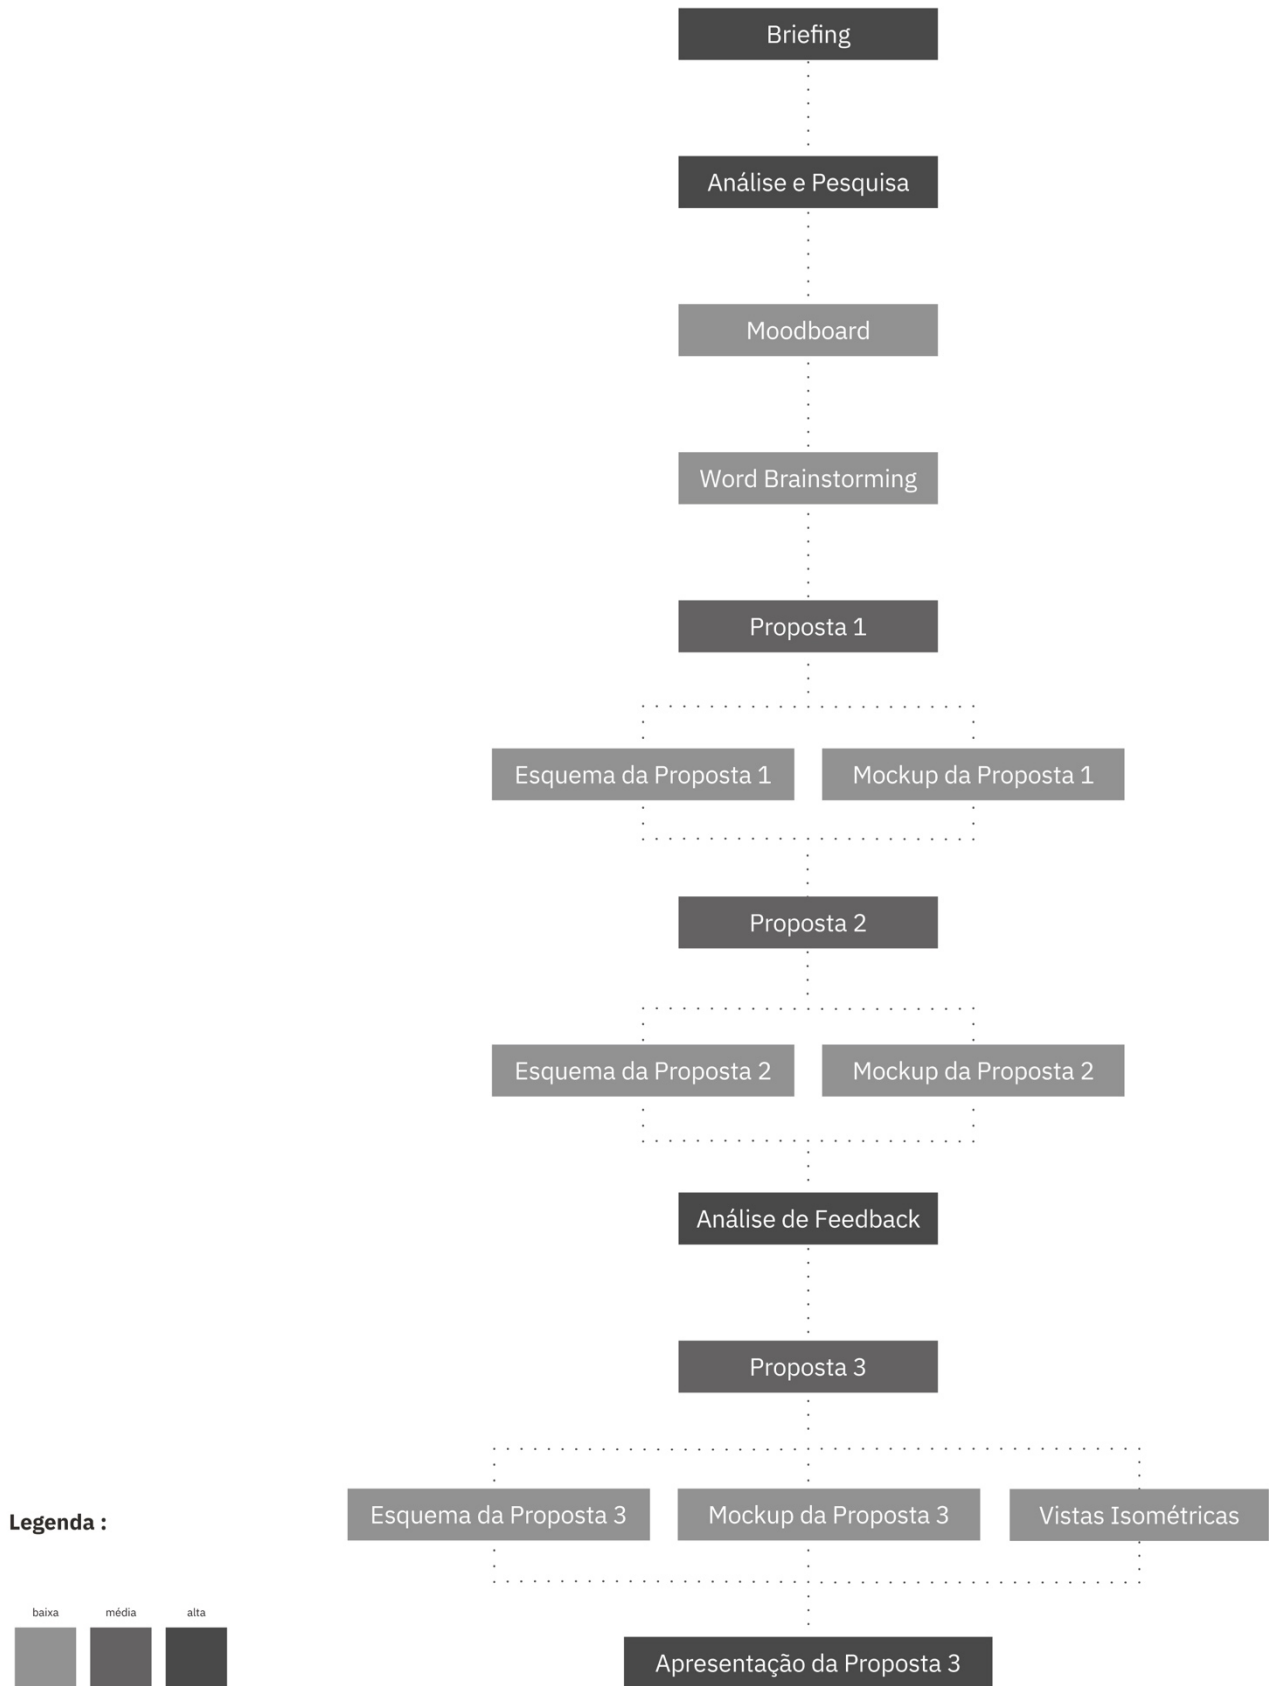 Briefing
Análise e Pesquisa
Moodboard
Word Brainstorming
Proposta 1
Esquema da Proposta 1
Mockup da Proposta 1
Proposta 2
Esquema da Proposta 2
Mockup da Proposta 2
Análise de Feedback
Proposta 3
Esquema da Proposta 3
Mockup da Proposta 3
Vistas Isométricas
Apresentação da Proposta 3
Legenda :
baixa
média
alta